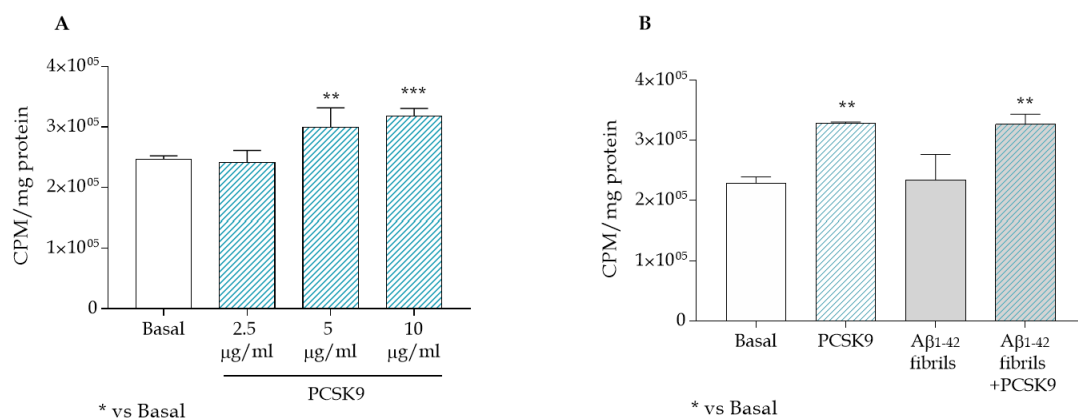 A
CPM/mg protein
4×10⁰⁵
3×10⁰⁵
2×10⁰⁵
1×10⁰⁵
0
**
***
Basal
2.5
µg/ml
5
µg/ml
10
µg/ml
PCSK9
* vs Basal
B
CPM/mg protein
4×10⁰⁵
3×10⁰⁵
2×10⁰⁵
1×10⁰⁵
0
**
**
Basal
PCSK9
Aβ₁₋₄₂
fibrils
Aβ₁₋₄₂
fibrils
+PCSK9
* vs Basal